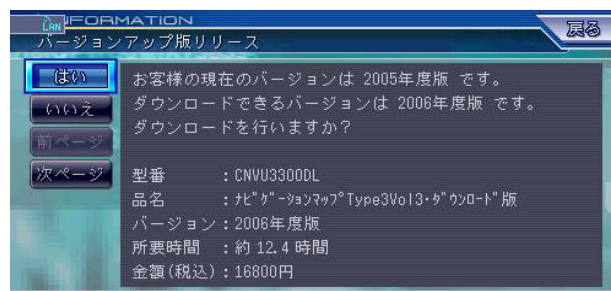 LAN INFORMATION
バージョンアップ版リリース
戻る
はい
いいえ
前ページ
次ページ
お客様の現在のバージョンは 2005年度版 です。
ダウンロードできるバージョンは 2006年度版 です。
ダウンロードを行いますか?
型番 :CNVU3300DL
品名 :ナビゲーションマップType3Vol3・ダウンロード版
バージョン:2006年度版
所要時間 :約 12.4 時間
金額(税込):16800円